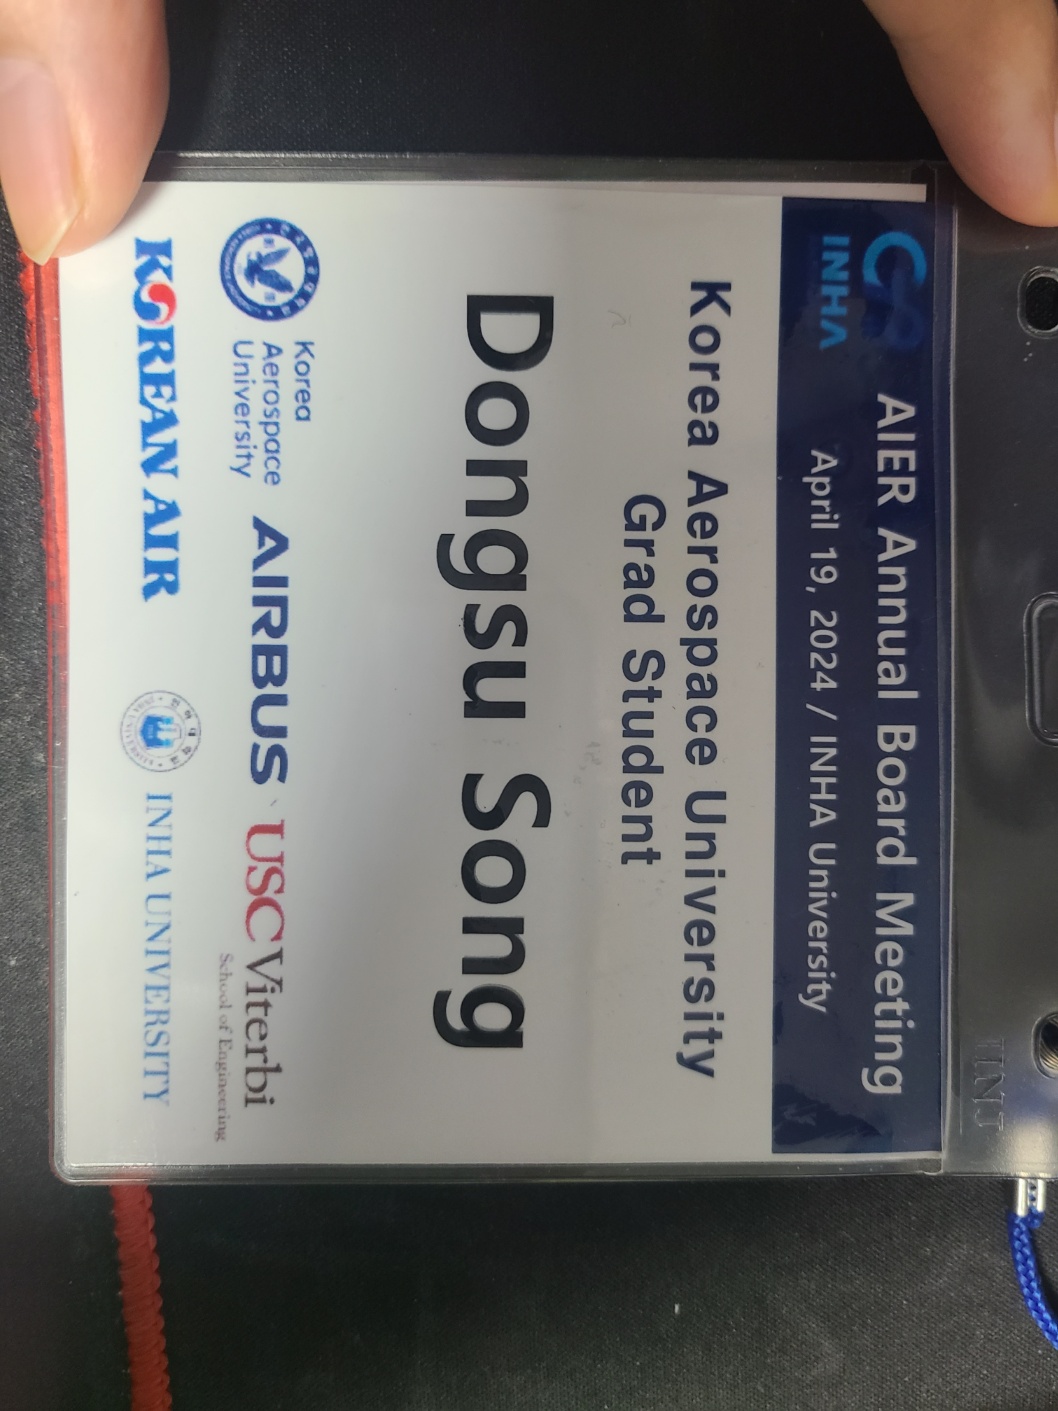 INHA
AIER Annual Board Meeting
April 19, 2024 / INHA University
Korea Aerospace University
Grad Student
Dongsu Song
Korea
Aerospace
University
AIRBUS
USC Viterbi
School of Engineering
KOREAN AIR
INHA UNIVERSITY